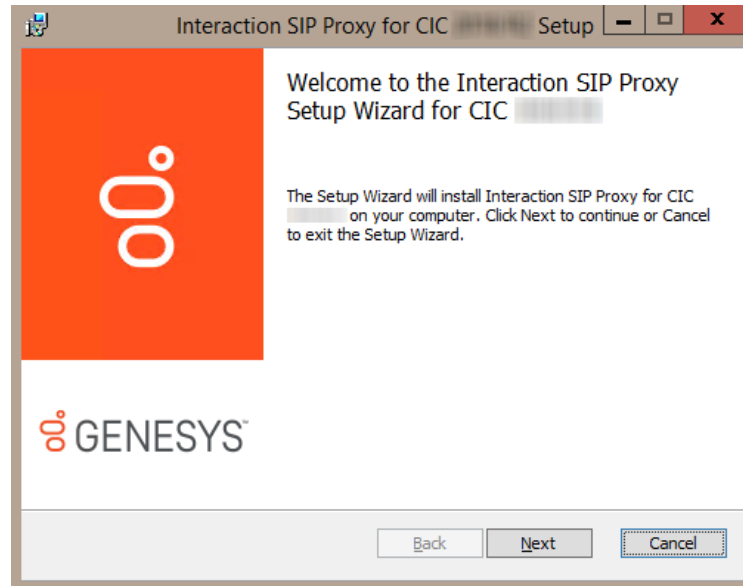 Interaction SIP Proxy for CIC Setup
Welcome to the Interaction SIP Proxy
Setup Wizard for CIC
The Setup Wizard will install Interaction SIP Proxy for CIC
on your computer. Click Next to continue or Cancel
to exit the Setup Wizard.
GENESYS™
Back Next Cancel